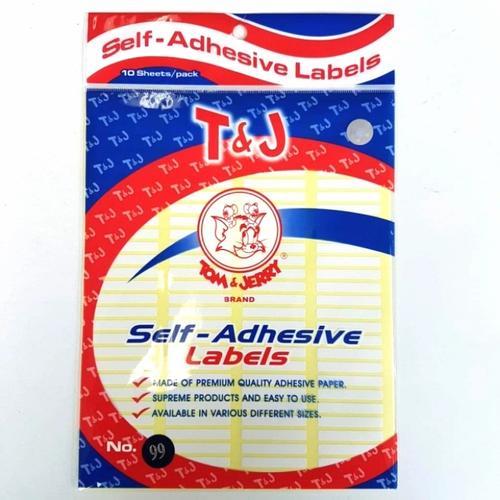 Self-Adhesive Labels
10 Sheets/pack
T&J
TOM & JERRY ®
BRAND
Self-Adhesive
Labels
MADE OF PREMIUM QUALITY ADHESIVE PAPER.
SUPREME PRODUCTS AND EASY TO USE.
AVAILABLE IN VARIOUS DIFFERENT SIZES.
No. 99